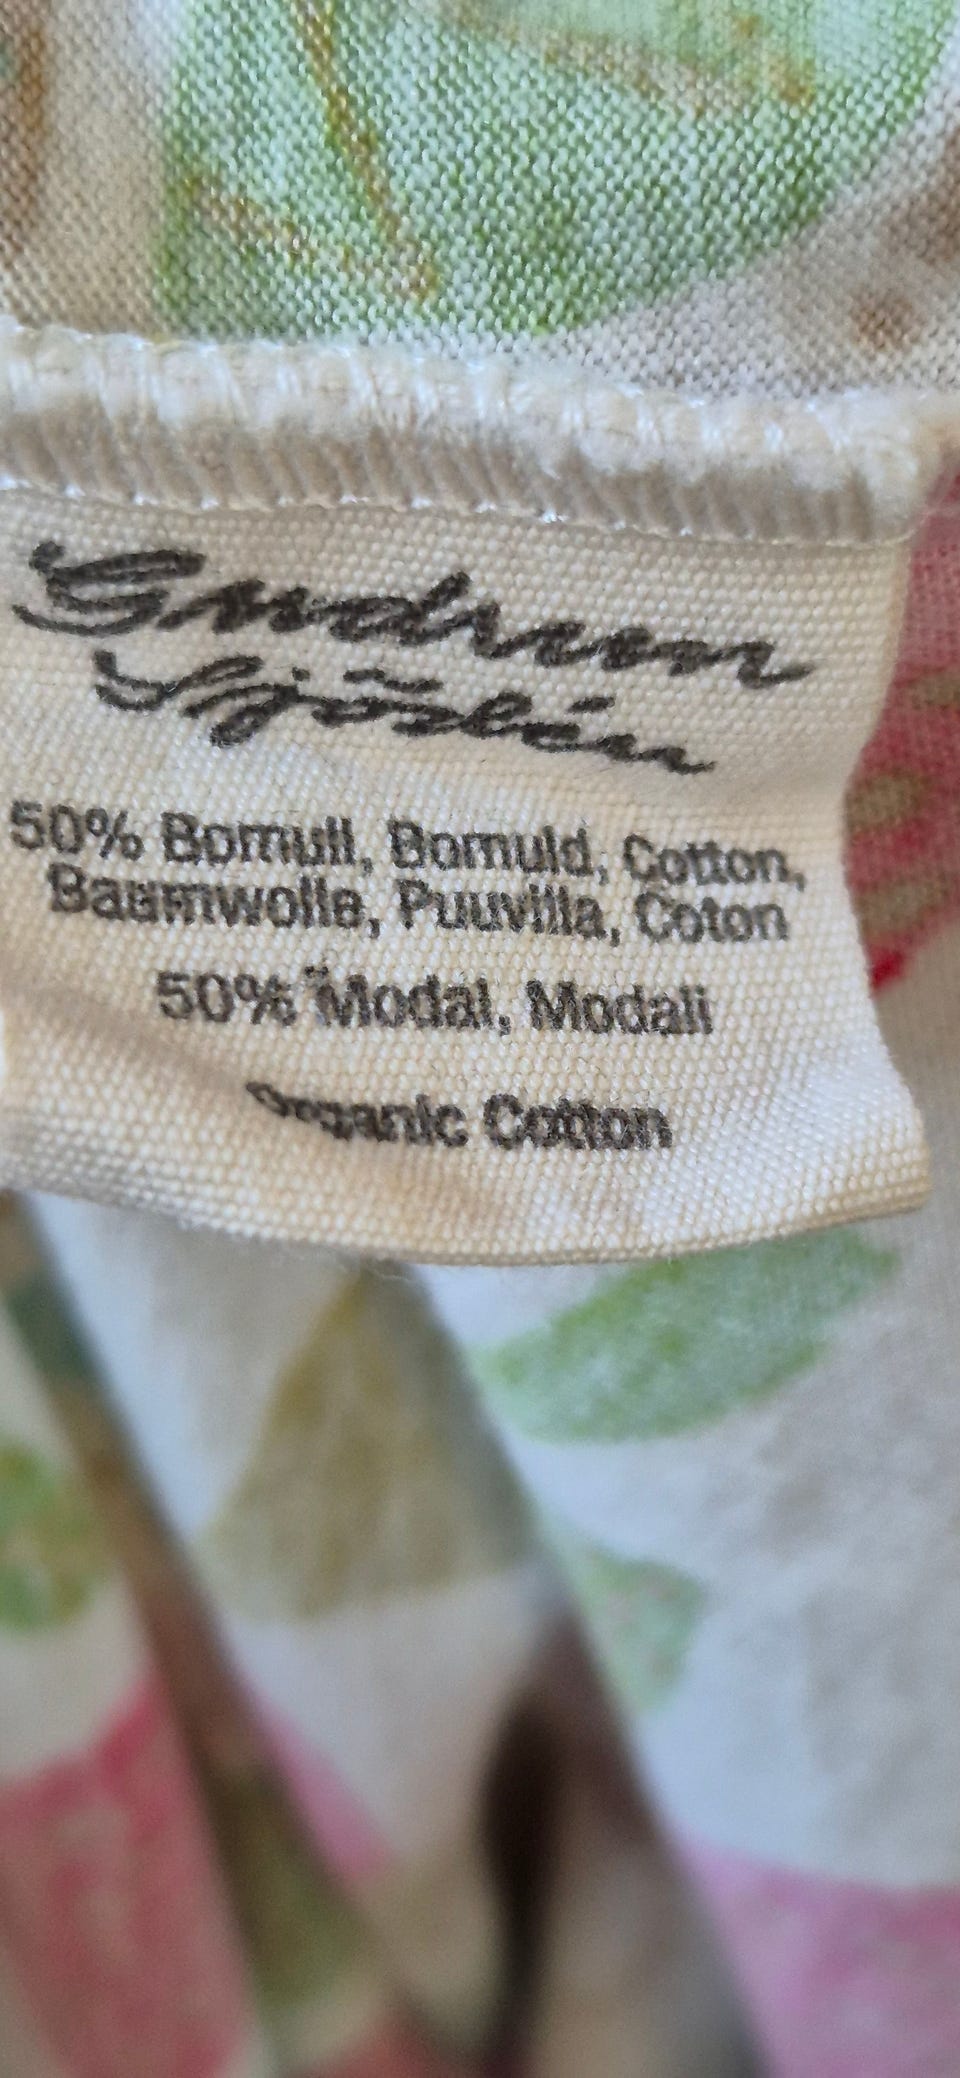 Gudrun
Sjödén
50% Bomull, Bomuld, Cotton,
Baumwolle, Puuvilla, Coton
50% Modal, Modali
Organic Cotton